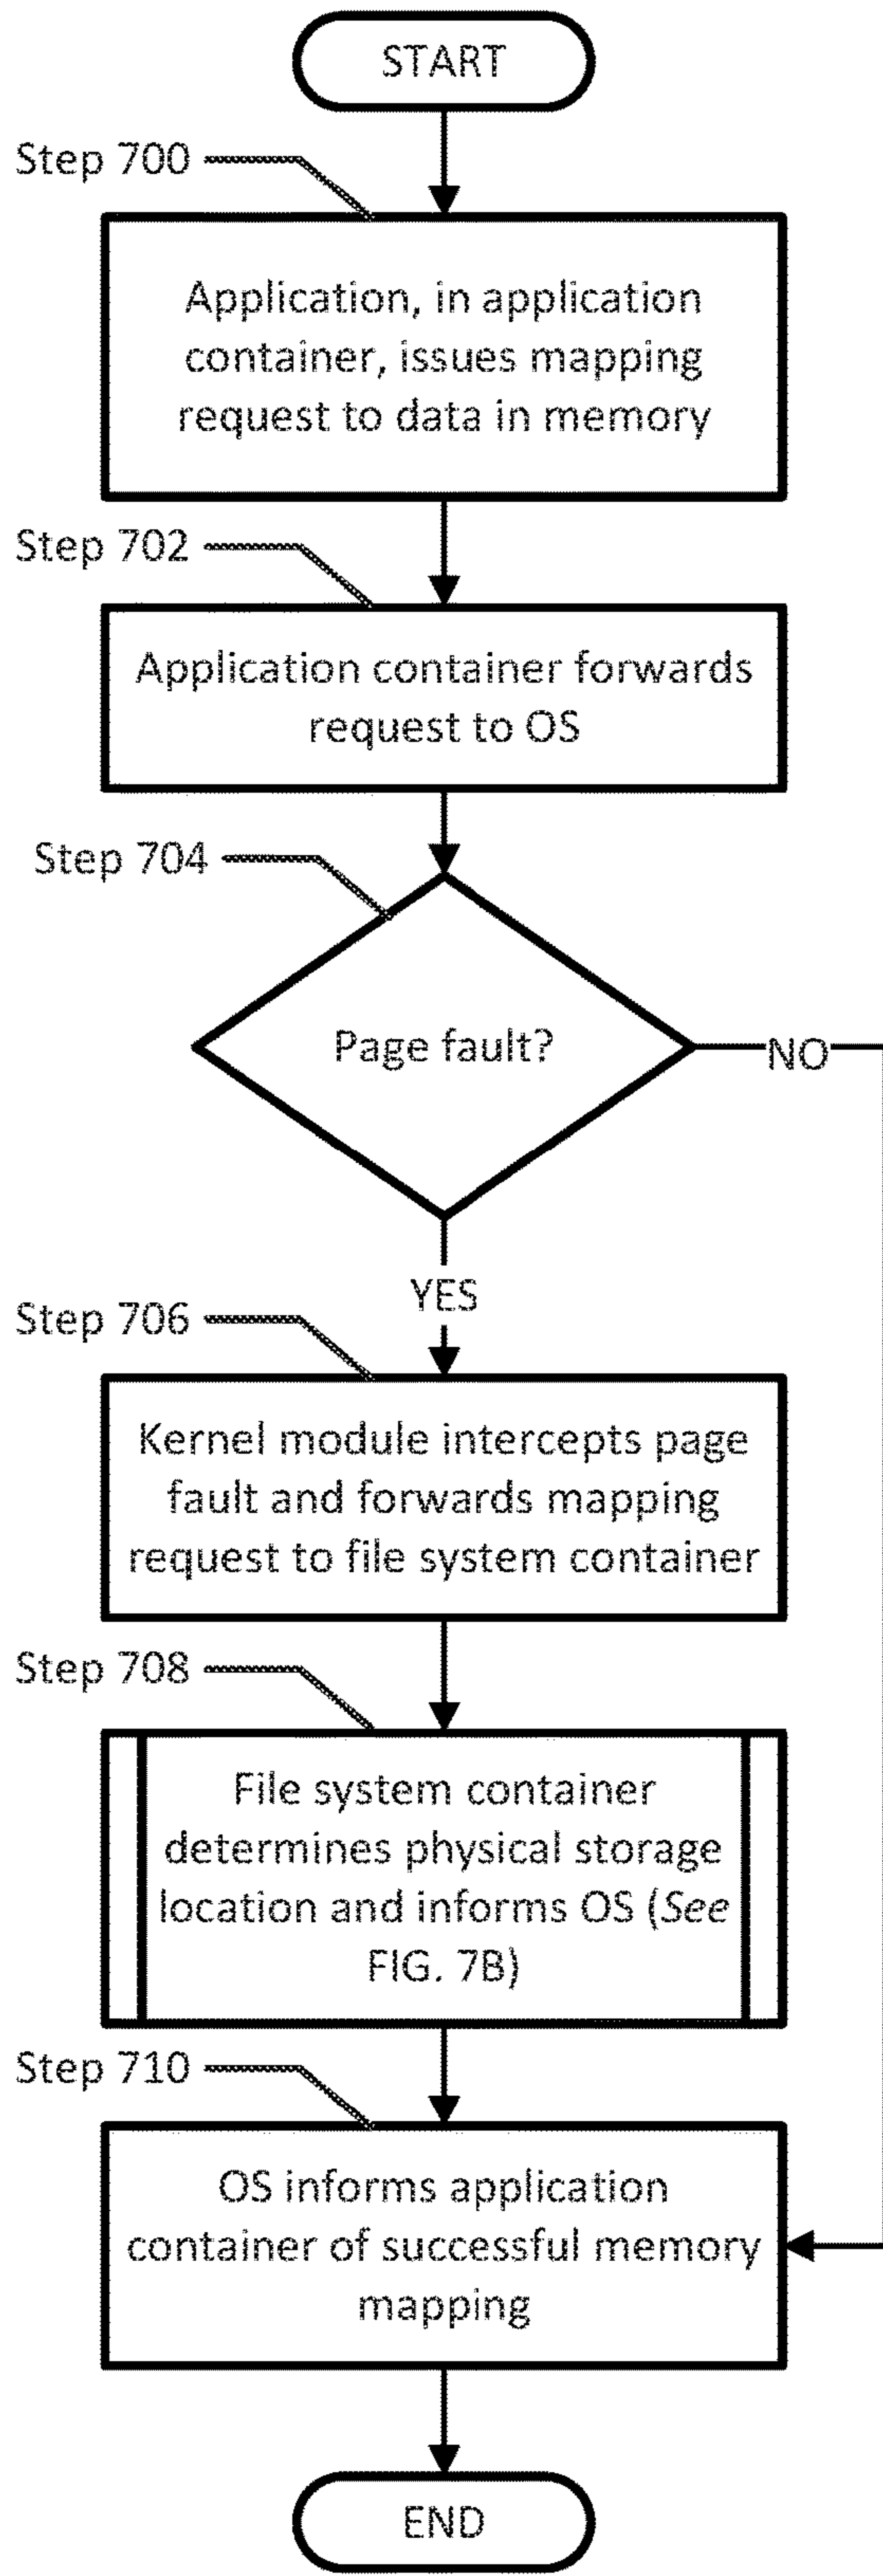 START
Step 700
Application, in application
container, issues mapping
request to data in memory
Step 702
Application container forwards
request to OS
Step 704
Page fault?
NO
YES
Step 706
Kernel module intercepts page
fault and forwards mapping
request to file system container
Step 708
File system container
determines physical storage
location and informs OS (See
FIG. 7B)
Step 710
OS informs application
container of successful memory
mapping
END